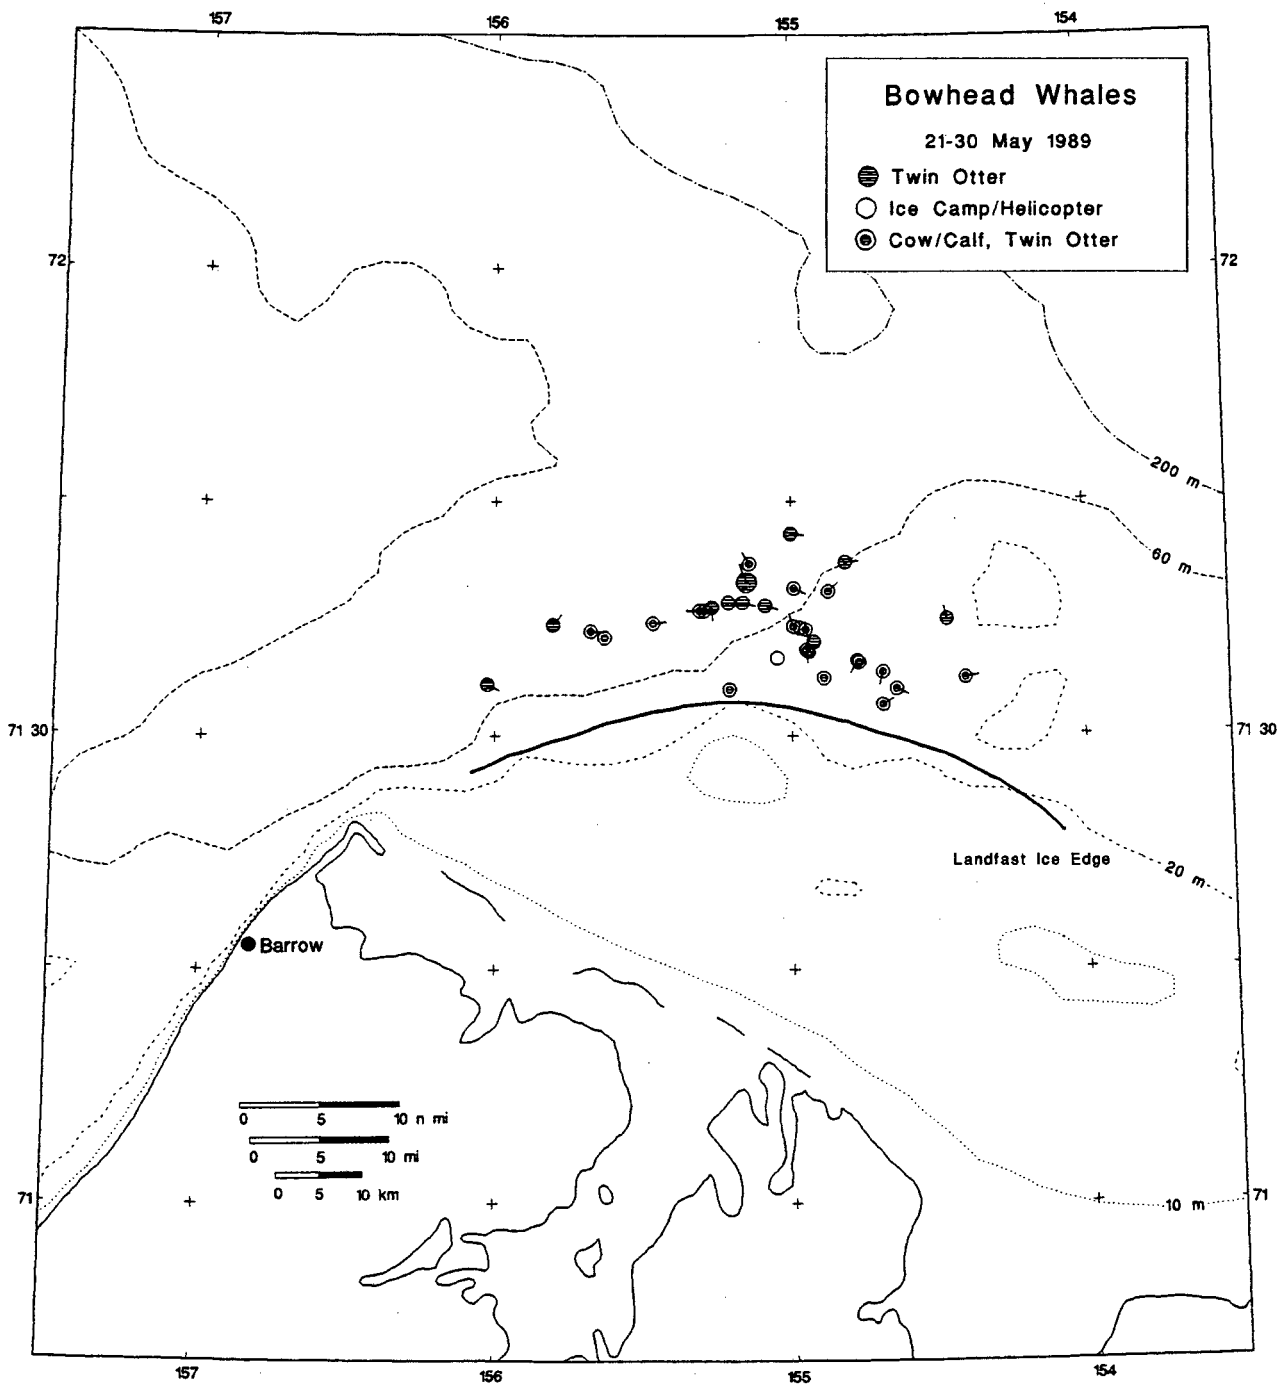 157
156
155
154
Bowhead Whales
21-30 May 1989
Twin Otter
Ice Camp/Helicopter
Cow/Calf, Twin Otter
72
72
200 m
60 m
71 30
71 30
Landfast Ice Edge
20 m
Barrow
0 5 10 n mi
0 5 10 mi
0 5 10 km
71
71
10 m
157
156
155
154